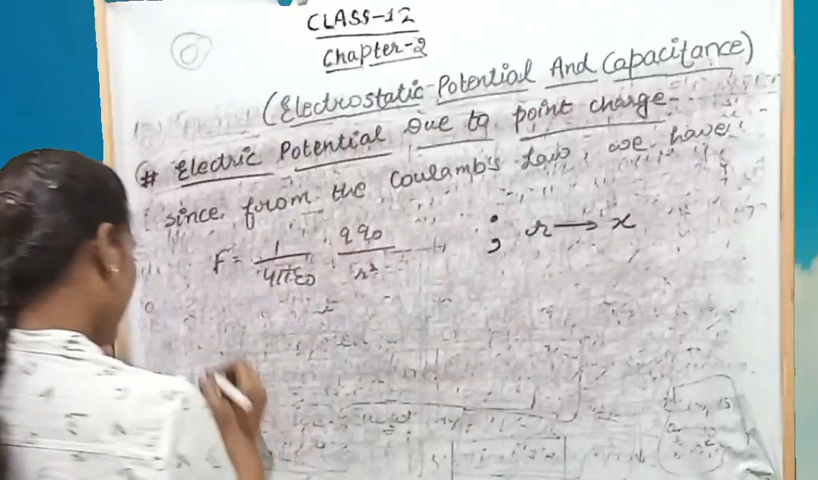 CLASS-12
Chapter-2
(Electrostatic Potential And Capacitance)
# Electric Potential Due to point charge-
since, from the Coulamb's Law, we have,
F = 1/4πε0 qq0/r² ; r → x